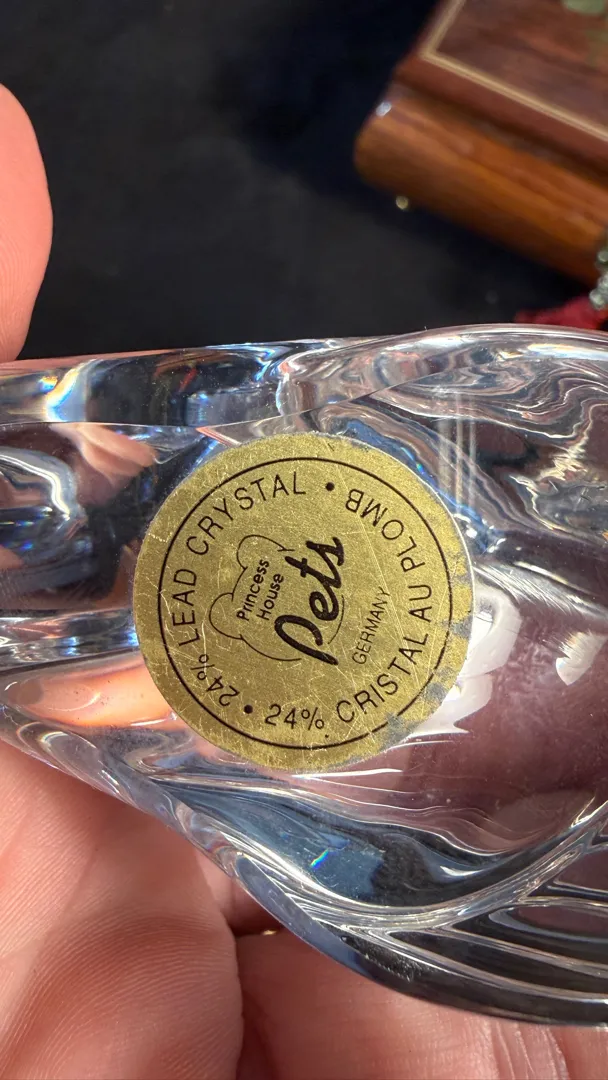 24% LEAD CRYSTAL •
24% CRISTAL AU PLOMB •
Princess
House
Pets
GERMANY